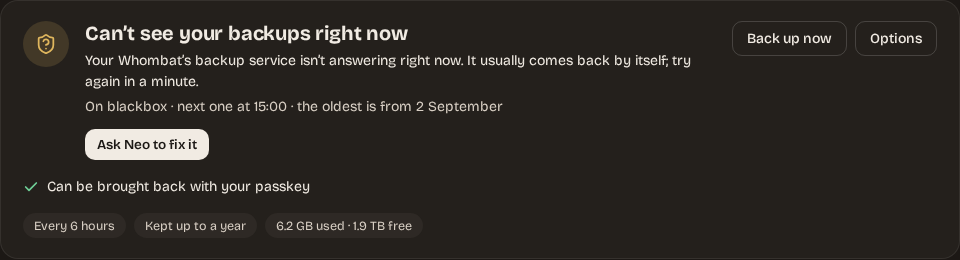 Can't see your backups right now
Back up now
Options
Your Whombat's backup service isn't answering right now. It usually comes back by itself; try
again in a minute.
On blackbox · next one at 15:00 · the oldest is from 2 September
Ask Neo to fix it
Can be brought back with your passkey
Every 6 hours
Kept up to a year
6.2 GB used · 1.9 TB free